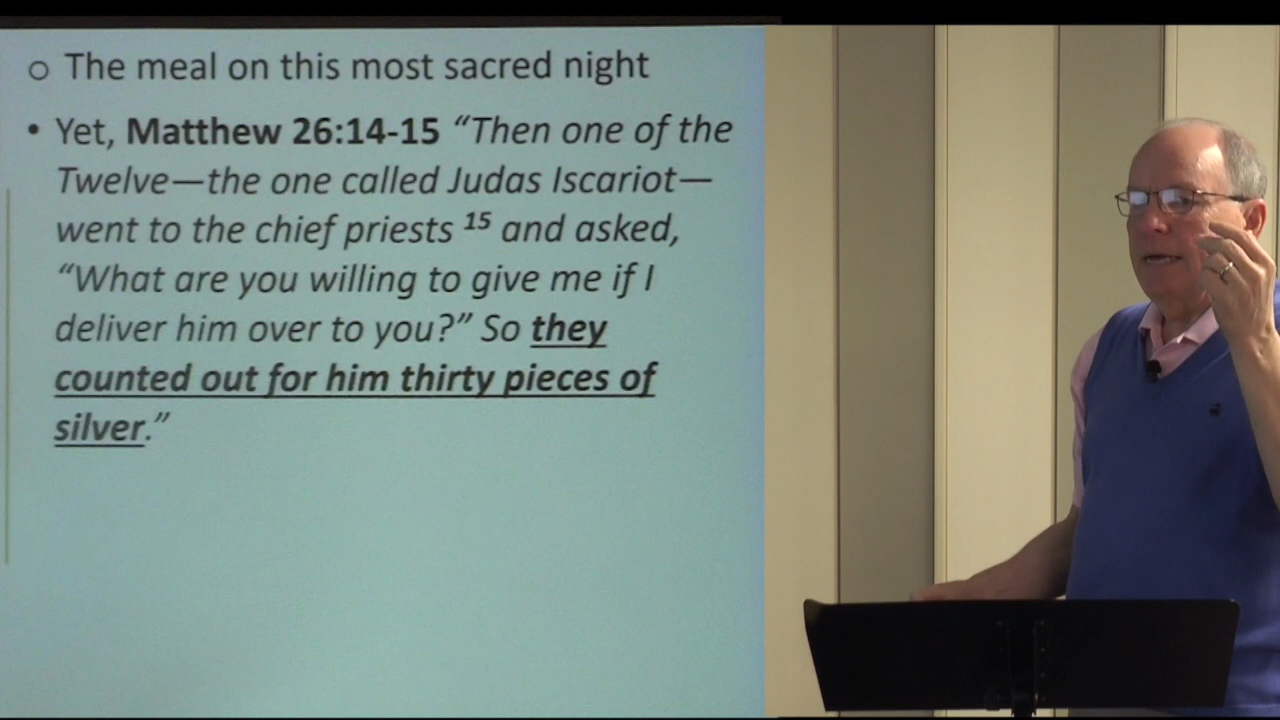 o The meal on this most sacred night
• Yet, Matthew 26:14-15 “Then one of the
Twelve—the one called Judas Iscariot—
went to the chief priests 15 and asked,
“What are you willing to give me if I
deliver him over to you?” So they
counted out for him thirty pieces of
silver.”